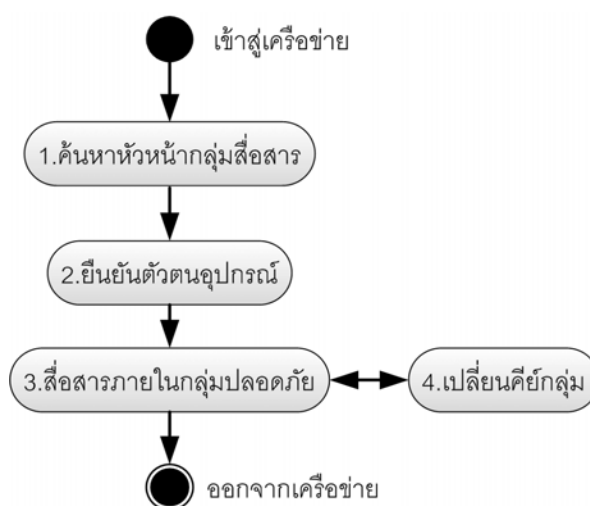 เข้าสู่เครือข่าย
1.ค้นหาหัวหน้ากลุ่มสื่อสาร
2.ยืนยันตัวตนอุปกรณ์
3.สื่อสารภายในกลุ่มปลอดภัย
4.เปลี่ยนคีย์กลุ่ม
ออกจากเครือข่าย